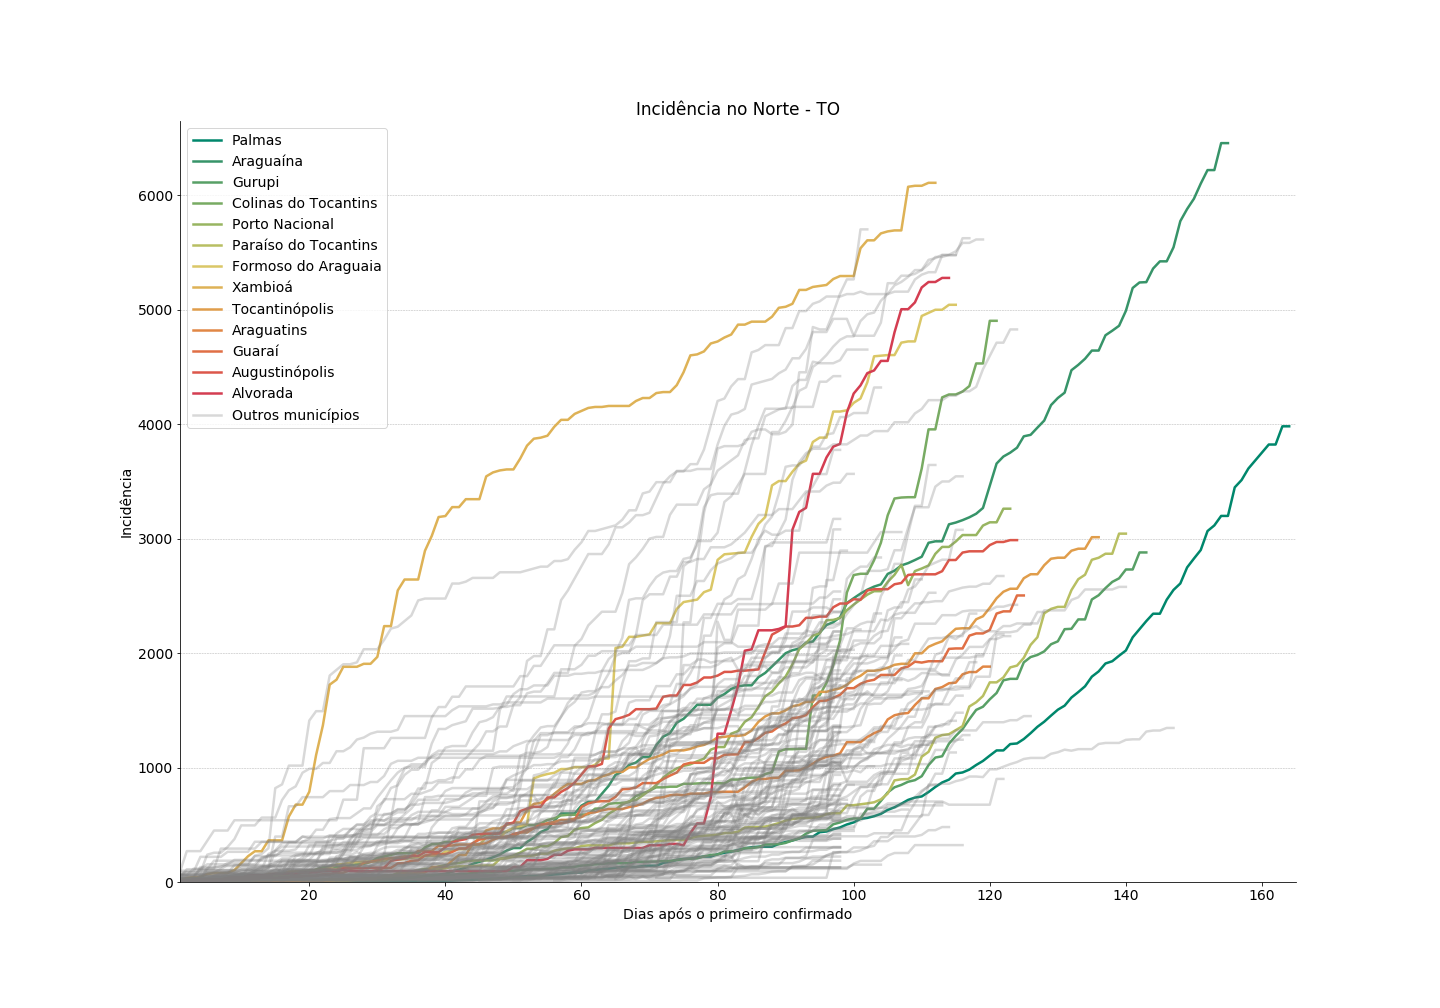 Incidência no Norte - TO
Palmas
Araguaína
Gurupi
Colinas do Tocantins
Porto Nacional
Paraíso do Tocantins
Formoso do Araguaia
Xambioá
Tocantinópolis
Araguatins
Guaraí
Augustinópolis
Alvorada
Outros municípios
Incidência
6000
5000
4000
3000
2000
1000
0
20 40 60 80 100 120 140 160
Dias após o primeiro confirmado